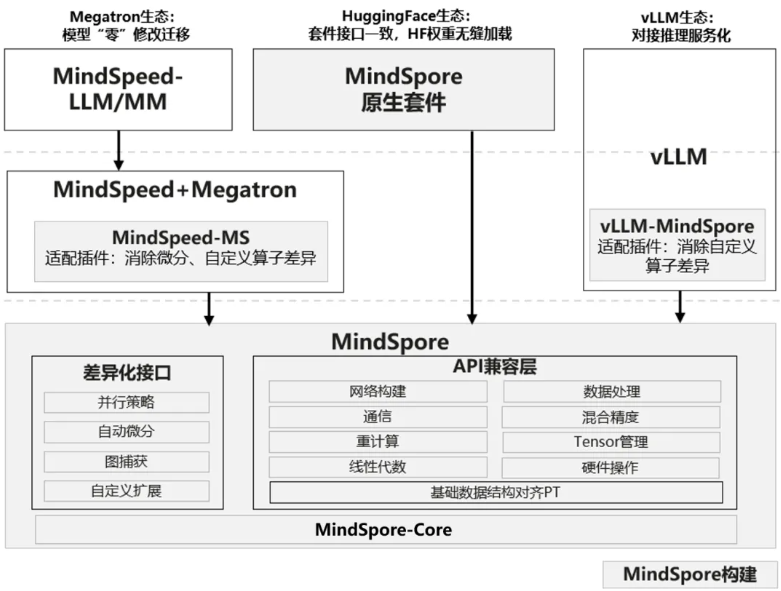 Megatron生态：
模型“零”修改迁移
HuggingFace生态：
套件接口一致，HF权重无缝加载
vLLM生态：
对接推理服务化
MindSpeed-
LLM/MM
MindSpore
原生套件
vLLM
MindSpeed+Megatron
MindSpeed-MS
适配插件：消除微分、自定义算子差异
vLLM-MindSpore
适配插件：消除自定义
算子差异
MindSpore
差异化接口
并行策略
自动微分
图捕获
自定义扩展
API兼容层
网络构建
数据处理
通信
混合精度
重计算
Tensor管理
线性代数
硬件操作
基础数据结构对齐PT
MindSpore-Core
MindSpore构建